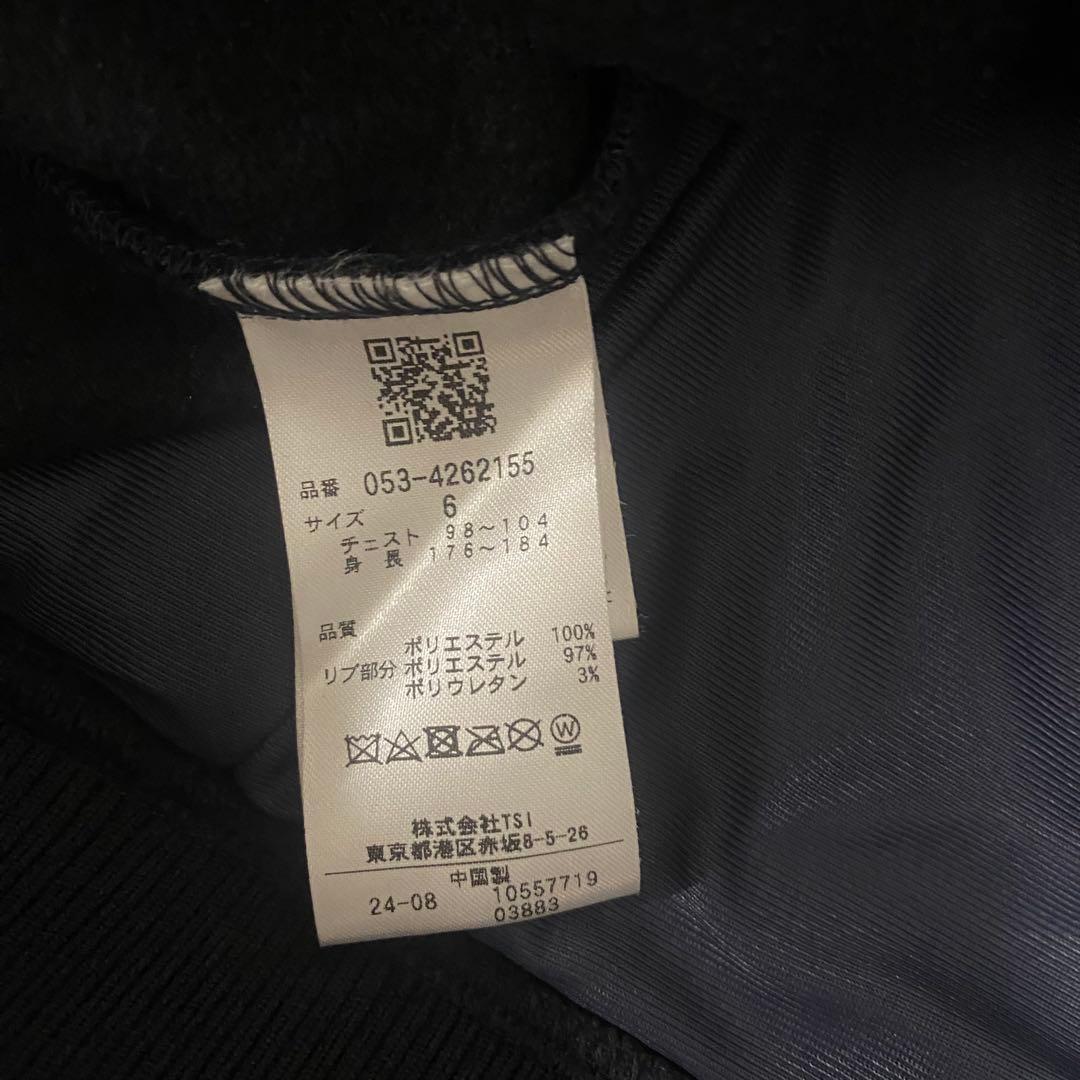 品番 053-4262155
サイズ 6
チェスト 98〜104
身長 176〜184
品質
ポリエステル 100%
リブ部分 ポリエステル 97%
ポリウレタン 3%
W
株式会社TSI
東京都港区赤坂8-5-26
中国製
24-08 10557719
03883